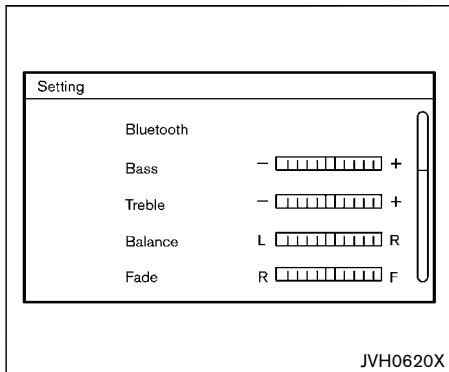 Setting
Bluetooth
Bass − +
Treble − +
Balance L R
Fade R F
JVH0620X